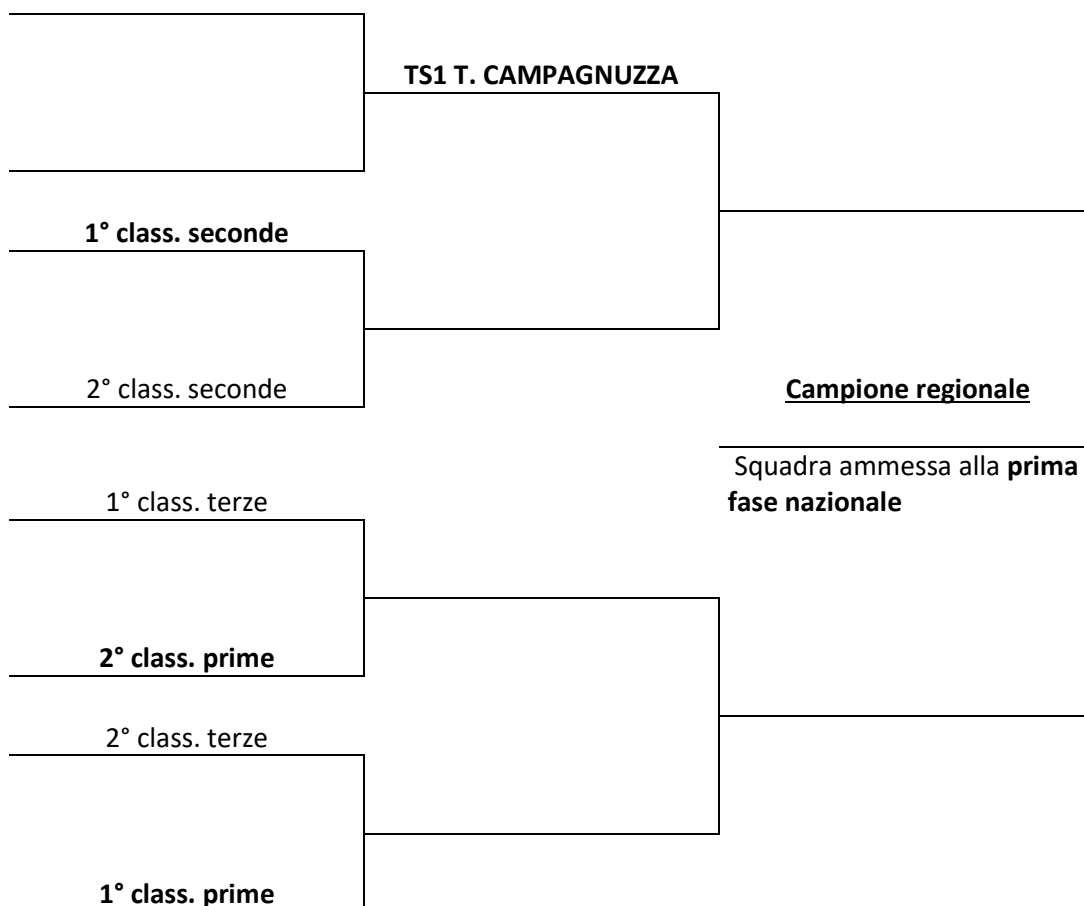 TS1 T. CAMPAGNUZZA
1° class. seconde
2° class. seconde
Campione regionale
Squadra ammessa alla prima
fase nazionale
1° class. terze
2° class. prime
2° class. terze
1° class. prime